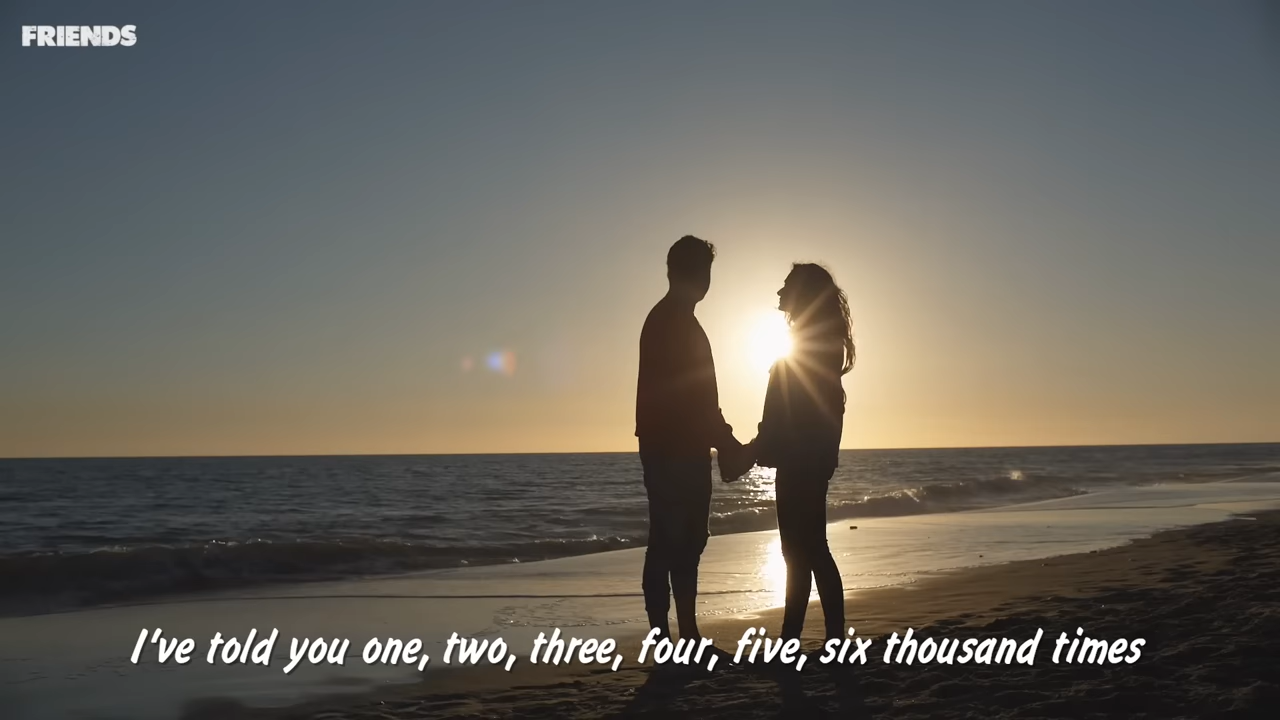 FRIENDS
I've told you one, two, three, four, five, six thousand times